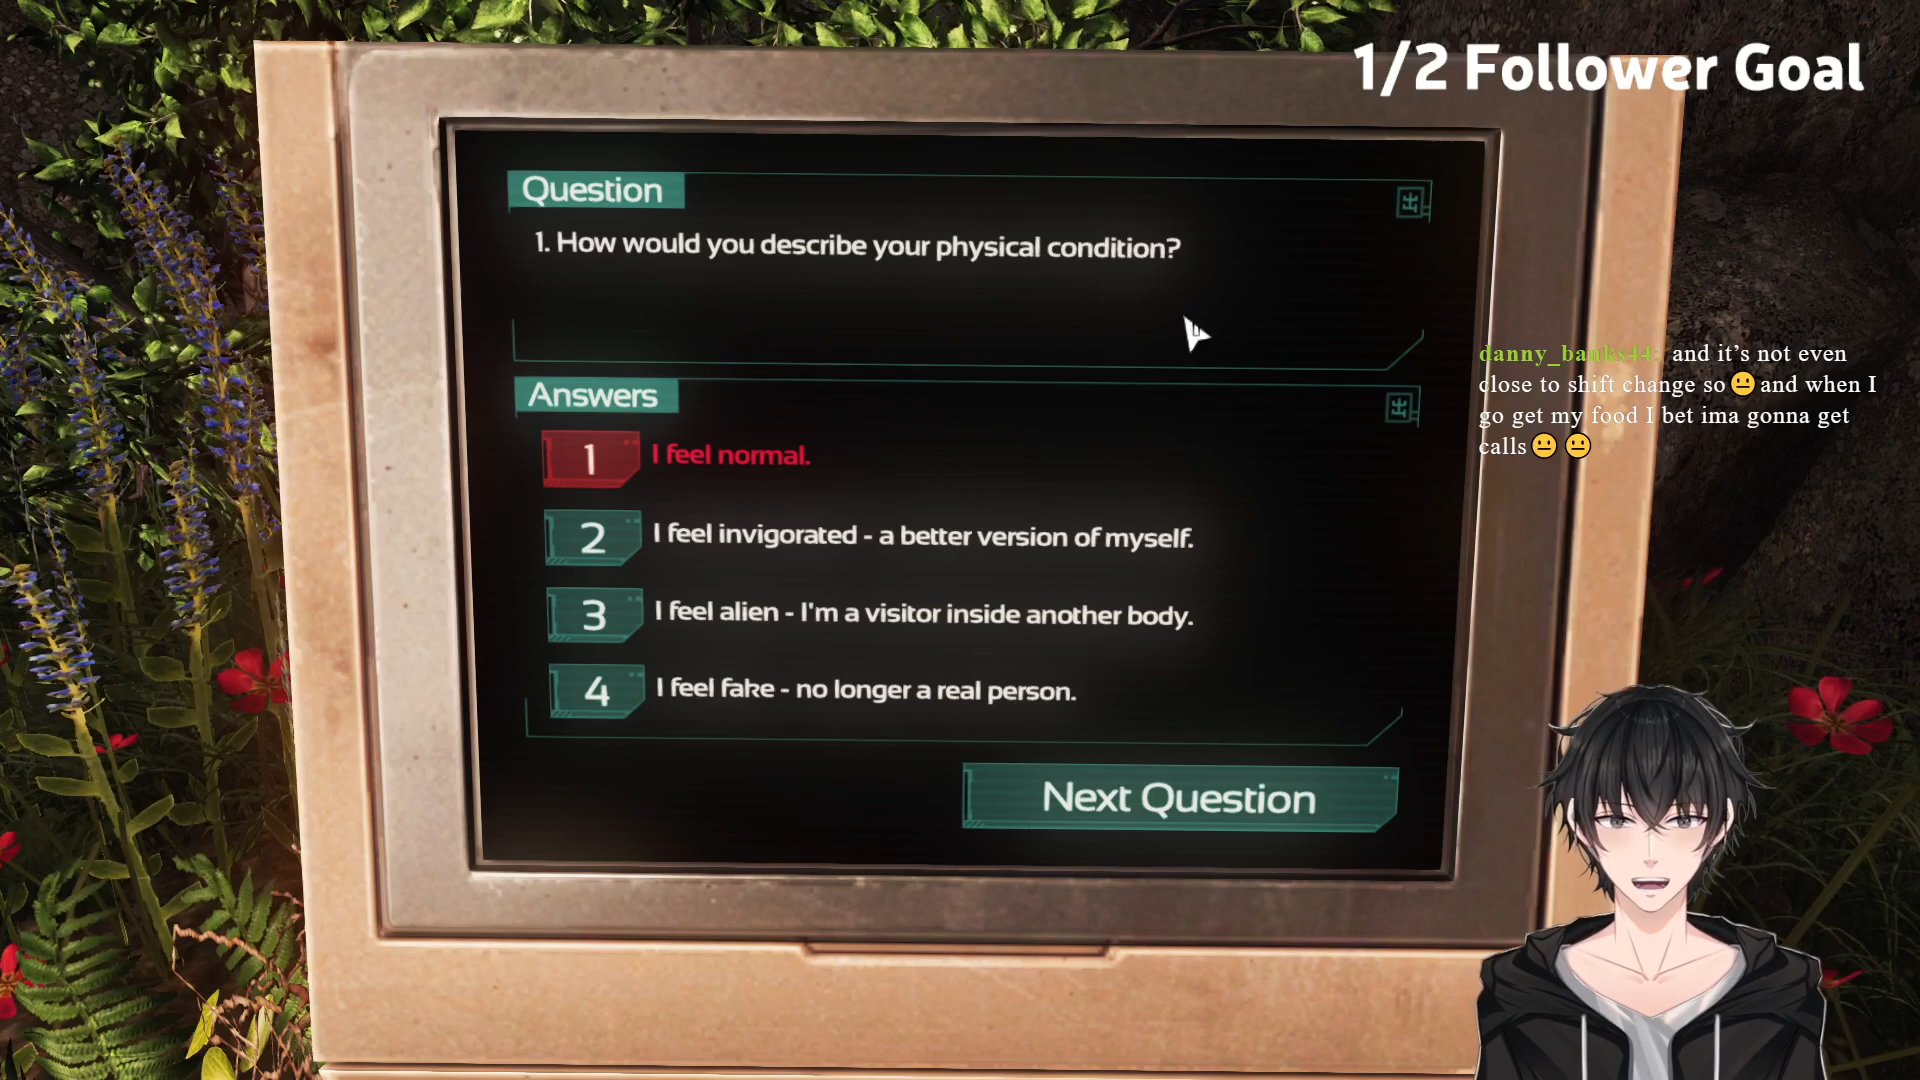 1/2 Follower Goal
Question
1. How would you describe your physical condition?
Answers
1 I feel normal.
2 I feel invigorated - a better version of myself.
3 I feel alien - I'm a visitor inside another body.
4 I feel fake - no longer a real person.
Next Question
danny_banks44: and it’s not even
close to shift change so😐and when I
go get my food I bet ima gonna get
calls😐 😐